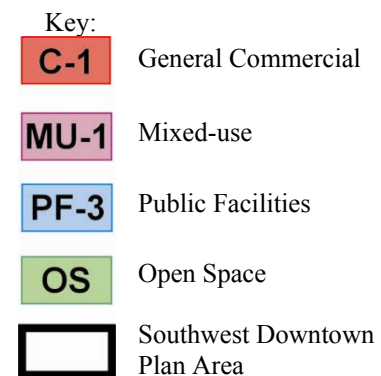 Key:
C-1 General Commercial
MU-1 Mixed-use
PF-3 Public Facilities
OS Open Space
Southwest Downtown
Plan Area